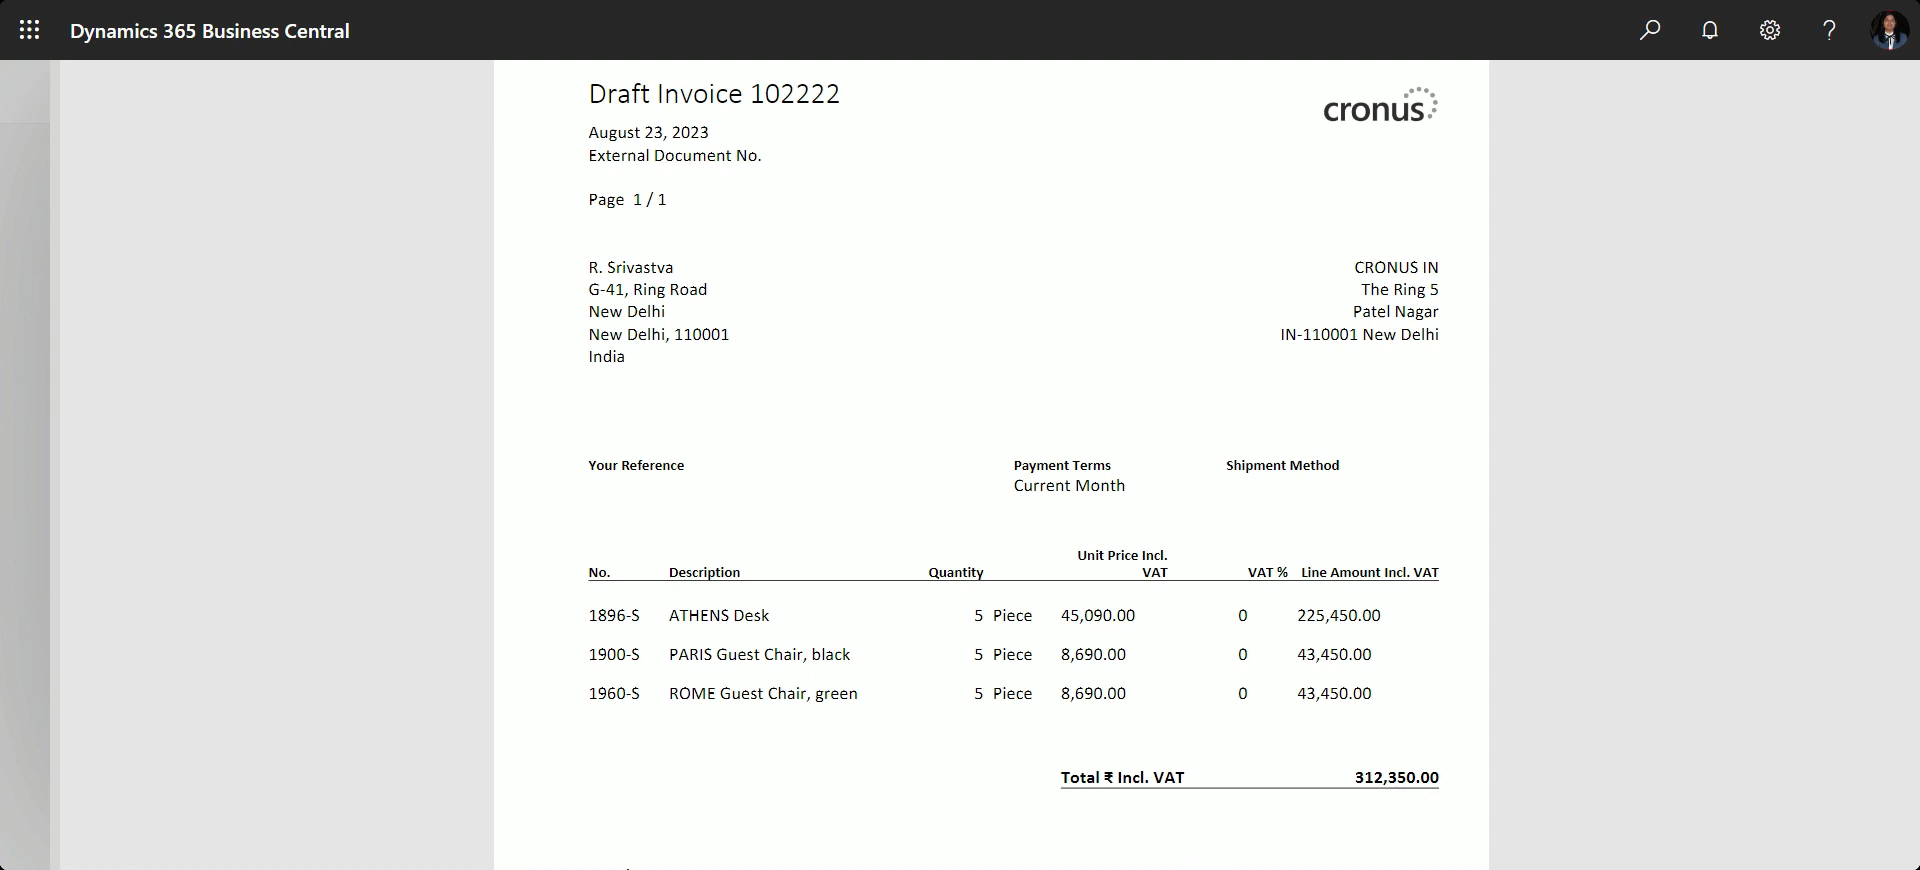 Dynamics 365 Business Central
?
Draft Invoice 102222
cronus
August 23, 2023
External Document No.
Page 1 / 1
R. Srivastva
G-41, Ring Road
New Delhi
New Delhi, 110001
India
CRONUS IN
The Ring 5
Patel Nagar
IN-110001 New Delhi
Your Reference
Payment Terms
Current Month
Shipment Method
No. Description Quantity Unit Price Incl. VAT VAT % Line Amount Incl. VAT
1896-S ATHENS Desk 5 Piece 45,090.00 0 225,450.00
1900-S PARIS Guest Chair, black 5 Piece 8,690.00 0 43,450.00
1960-S ROME Guest Chair, green 5 Piece 8,690.00 0 43,450.00
Total ₹ Incl. VAT 312,350.00